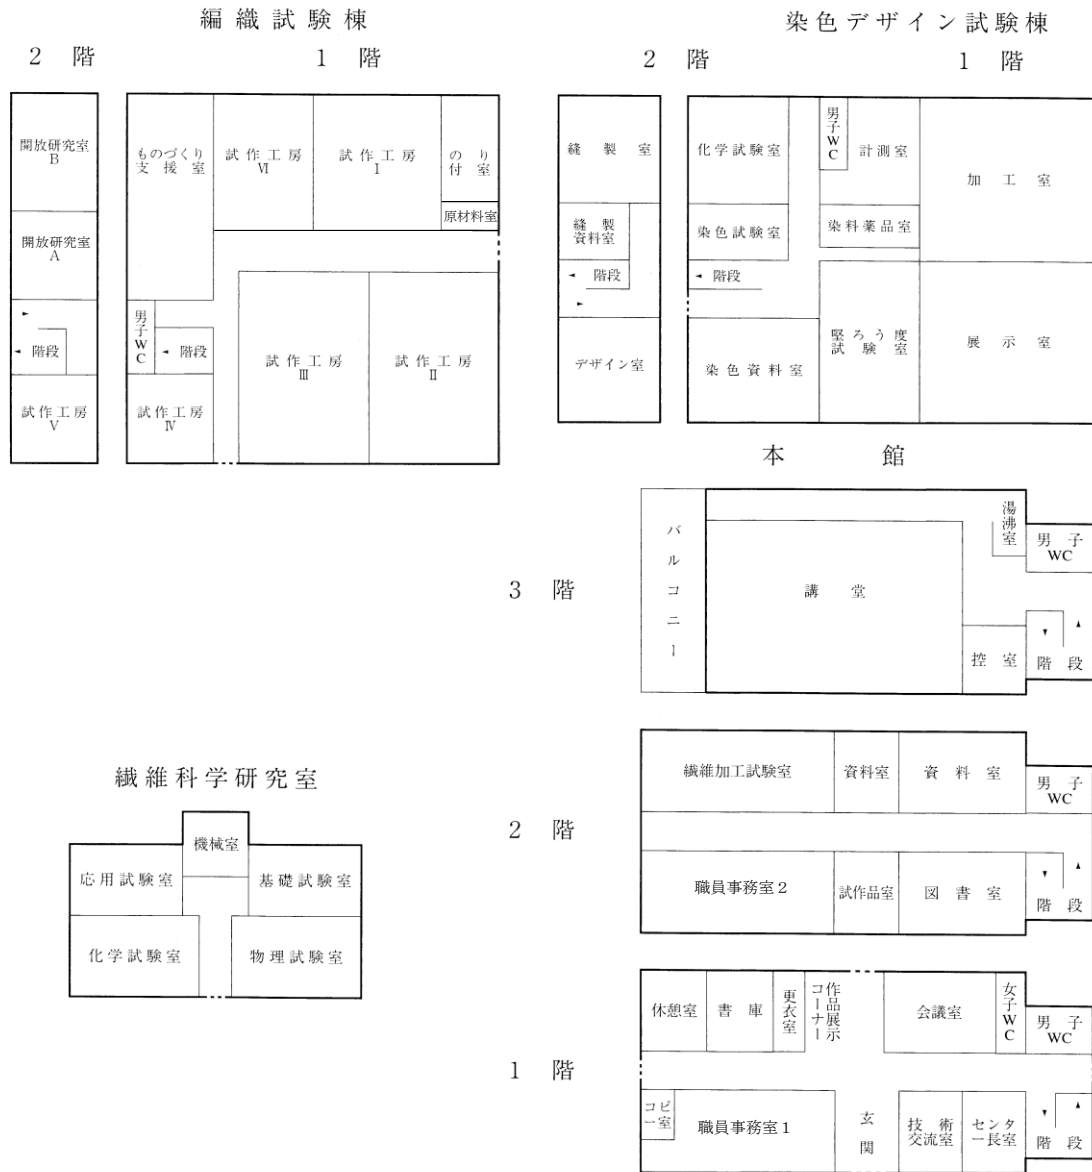 編織試験棟
2 階
1 階
開放研究室
B
開放研究室
A
階段
試作工房
V
ものづくり
支援室
試作工房
Ⅵ
試作工房
Ⅰ
のり
付室
原材料室
男子WC
階段
試作工房
Ⅳ
試作工房
Ⅲ
試作工房
Ⅱ
染色デザイン試験棟
2 階
1 階
縫製室
縫製
資料室
階段
デザイン室
化学試験室
男子WC
計測室
加工室
染色試験室
染料薬品室
階段
染色資料室
堅ろう度
試験室
展示室
本館
3 階
バルコニー
講堂
湯沸室
男子
WC
控室
階段
2 階
繊維加工試験室
資料室
資料室
男子
WC
職員事務室2
試作品室
図書室
階段
1 階
休憩室
書庫
更衣室
作品展示
コーナー
会議室
女子WC
男子
WC
コピ
ー室
職員事務室1
玄関
技術
交流室
センタ
ー長室
階段
繊維科学研究室
機械室
応用試験室
基礎試験室
化学試験室
物理試験室